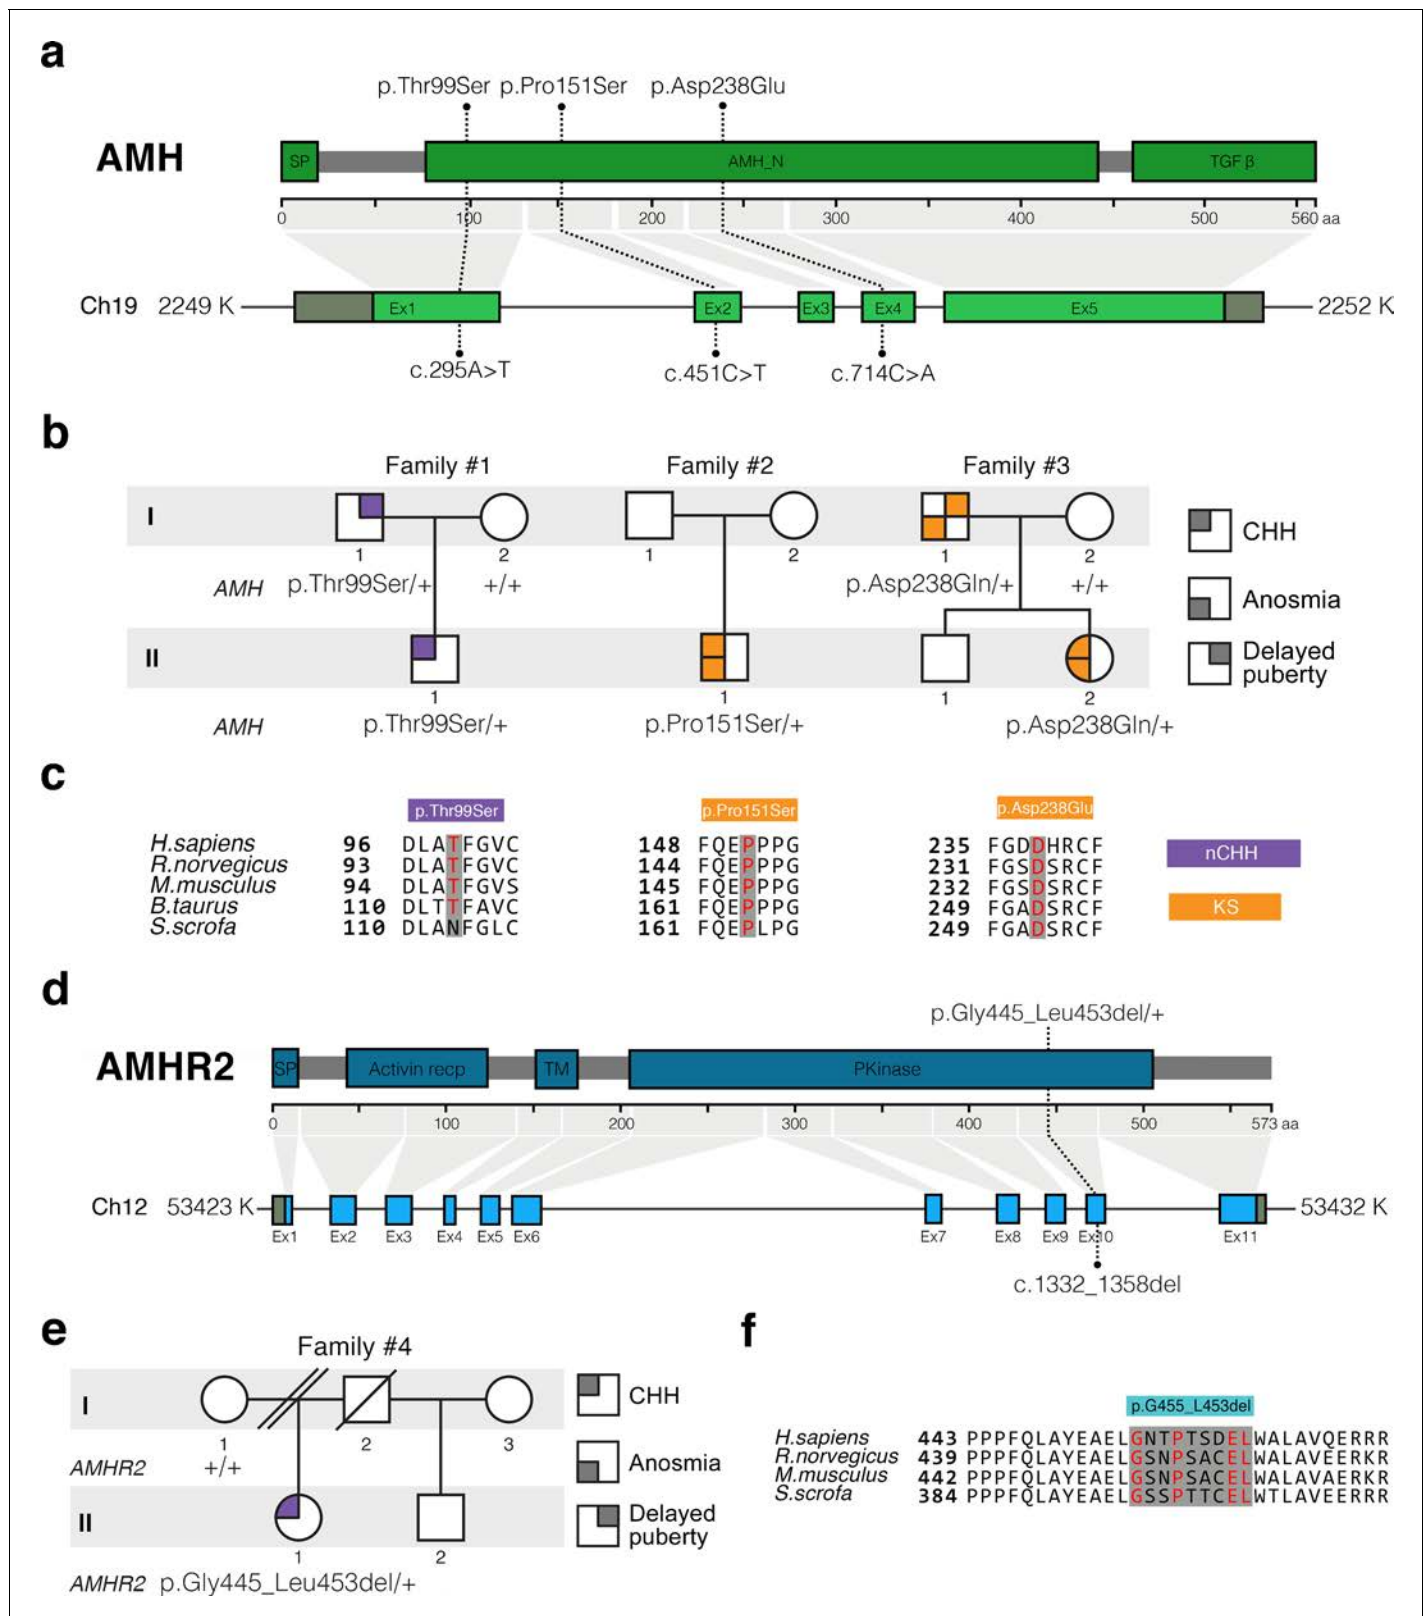 a
p.Thr99Ser p.Pro151Ser p.Asp238Glu
AMH
SP AMH_N TGF β
0 100 200 300 400 500 560 aa
Ch19 2249 K Ex1 Ex2 Ex3 Ex4 Ex5 2252 K
c.295A>T c.451C>T c.714C>A
b
Family #1 Family #2 Family #3
I
1 2 1 2 1 2
AMH p.Thr99Ser/+ +/+ p.Asp238Gln/+ +/+
CHH
Anosmia
Delayed
puberty
II
1 1 1 2
AMH p.Thr99Ser/+ p.Pro151Ser/+ p.Asp238Gln/+
c
p.Thr99Ser p.Pro151Ser p.Asp238Glu
H.sapiens 96 DLATFGVC 148 FQEPPPG 235 FGDDHRCF
R.norvegicus 93 DLATFGVC 144 FQEPPPG 231 FGSDSRCF
M.musculus 94 DLATFGVS 145 FQEPPPG 232 FGSDSRCF
B.taurus 110 DLTTFAVC 161 FQEPPPG 249 FGADSRCF
S.scrofa 110 DLANFGLC 161 FQEPLPG 249 FGADSRCF
nCHH
KS
d
p.Gly445_Leu453del/+
AMHR2
SP Activin recp TM PKinase
0 100 200 300 400 500 573 aa
Ch12 53423 K 53432 K
Ex1 Ex2 Ex3 Ex4 Ex5 Ex6 Ex7 Ex8 Ex9 Ex10 Ex11
c.1332_1358del
e
Family #4
I
1 2 3
AMHR2 +/+
II
1 2
AMHR2 p.Gly445_Leu453del/+
CHH
Anosmia
Delayed
puberty
f
p.G455_L453del
H.sapiens 443 PPPFQLAYEAELGNTPTSDELWALAVQERRR
R.norvegicus 439 PPPFQLAYEAELGSNPSACELWALAVEERKR
M.musculus 442 PPPFQLAYEAELGSNPSACELWALAVAERKR
S.scrofa 384 PPPFQLAYEAELGSSPTTCELWTLAVEERRR